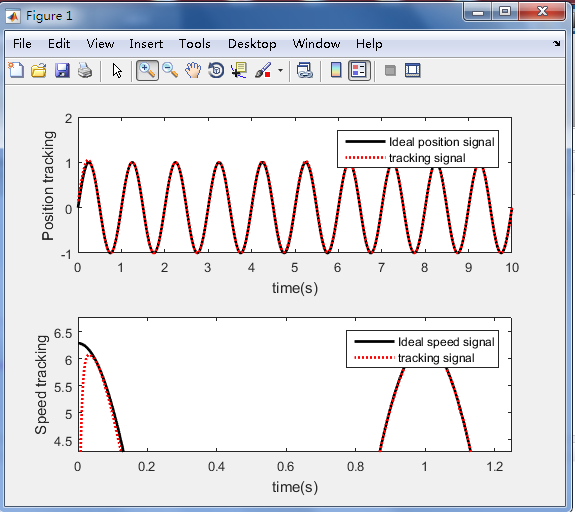 Figure 1
File Edit View Insert Tools Desktop Window Help
2
1
0
-1
Position tracking
Ideal position signal
tracking signal
0 1 2 3 4 5 6 7 8 9 10
time(s)
6.5
6
5.5
5
4.5
Speed tracking
Ideal speed signal
tracking signal
0 0.2 0.4 0.6 0.8 1 1.2
time(s)